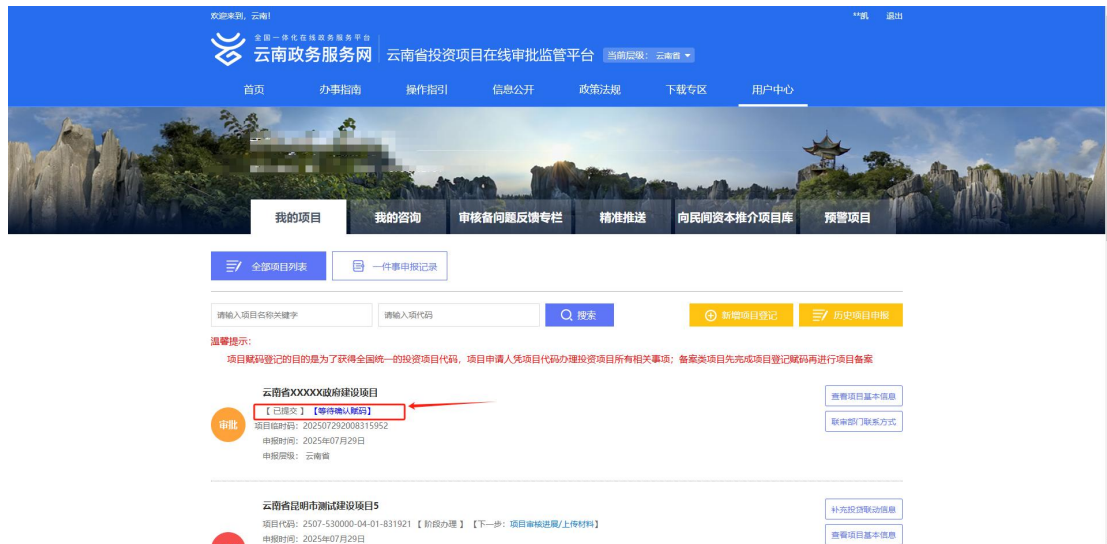 欢迎来到，云南！ **凯 退出
全国一体化在线政务服务平台
云南政务服务网 云南省投资项目在线审批监管平台 当前层级： 云南省
首页 办事指南 操作指引 信息公开 政策法规 下载专区 用户中心
我的项目 我的咨询 审核备问题反馈专栏 精准推送 向民间资本推介项目库 预警项目
全部项目列表 一件事申报记录
请输入项目名称关键字 请输入项代码 搜索 新增项目登记 历史项目申报
温馨提示：
项目赋码登记的目的是为了获得全国统一的投资项目代码，项目申请人凭项目代码办理投资项目所有相关事项；备案类项目先完成项目登记赋码再进行项目备案
云南省XXXXX政府建设项目 查看项目基本信息
【 已提交 】 【等待确认赋码】
审批 项目临时码： 202507292008315952 联审部门联系方式
申报时间： 2025年07月29日
申报层级： 云南省
云南省昆明市测试建设项目5 补充投贷联动信息
项目代码： 2507-530000-04-01-831921 【 阶段办理 】 【下一步：项目审核进展/上传材料】
申报时间： 2025年07月29日 查看项目基本信息